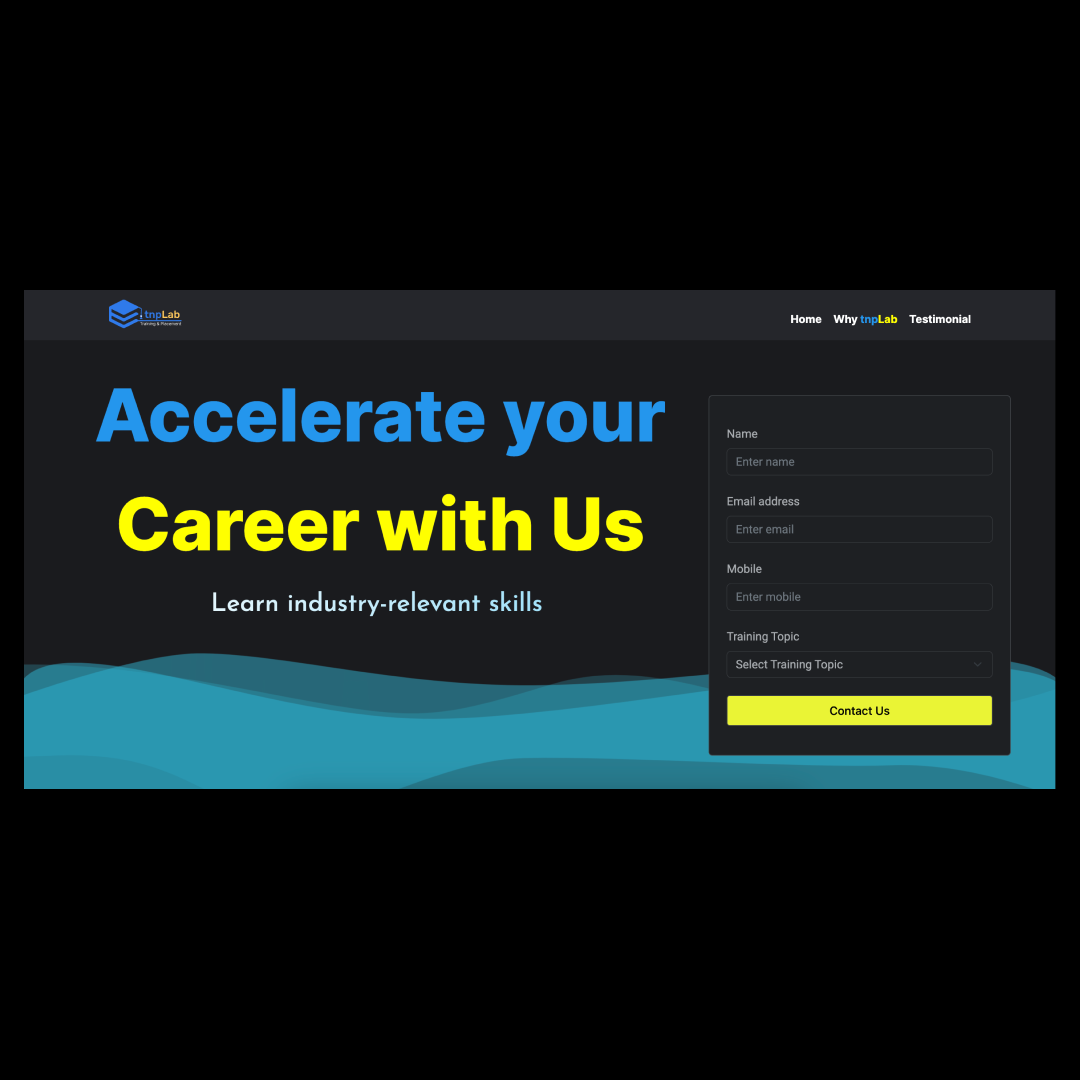 tnpLab
Training & Placement
Home Why tnpLab Testimonial
Accelerate your
Career with Us
Learn industry-relevant skills
Name
Enter name
Email address
Enter email
Mobile
Enter mobile
Training Topic
Select Training Topic
Contact Us